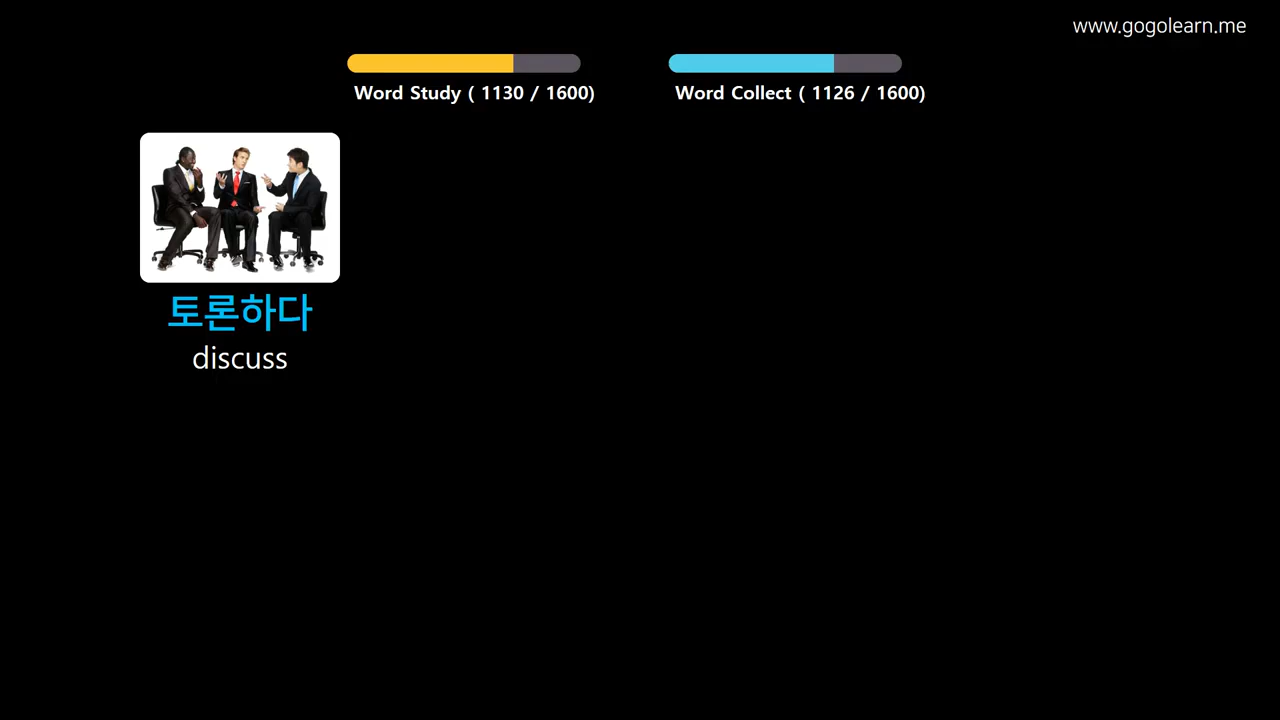 www.gogolearn.me
Word Study ( 1130 / 1600)
Word Collect ( 1126 / 1600)
토론하다
discuss